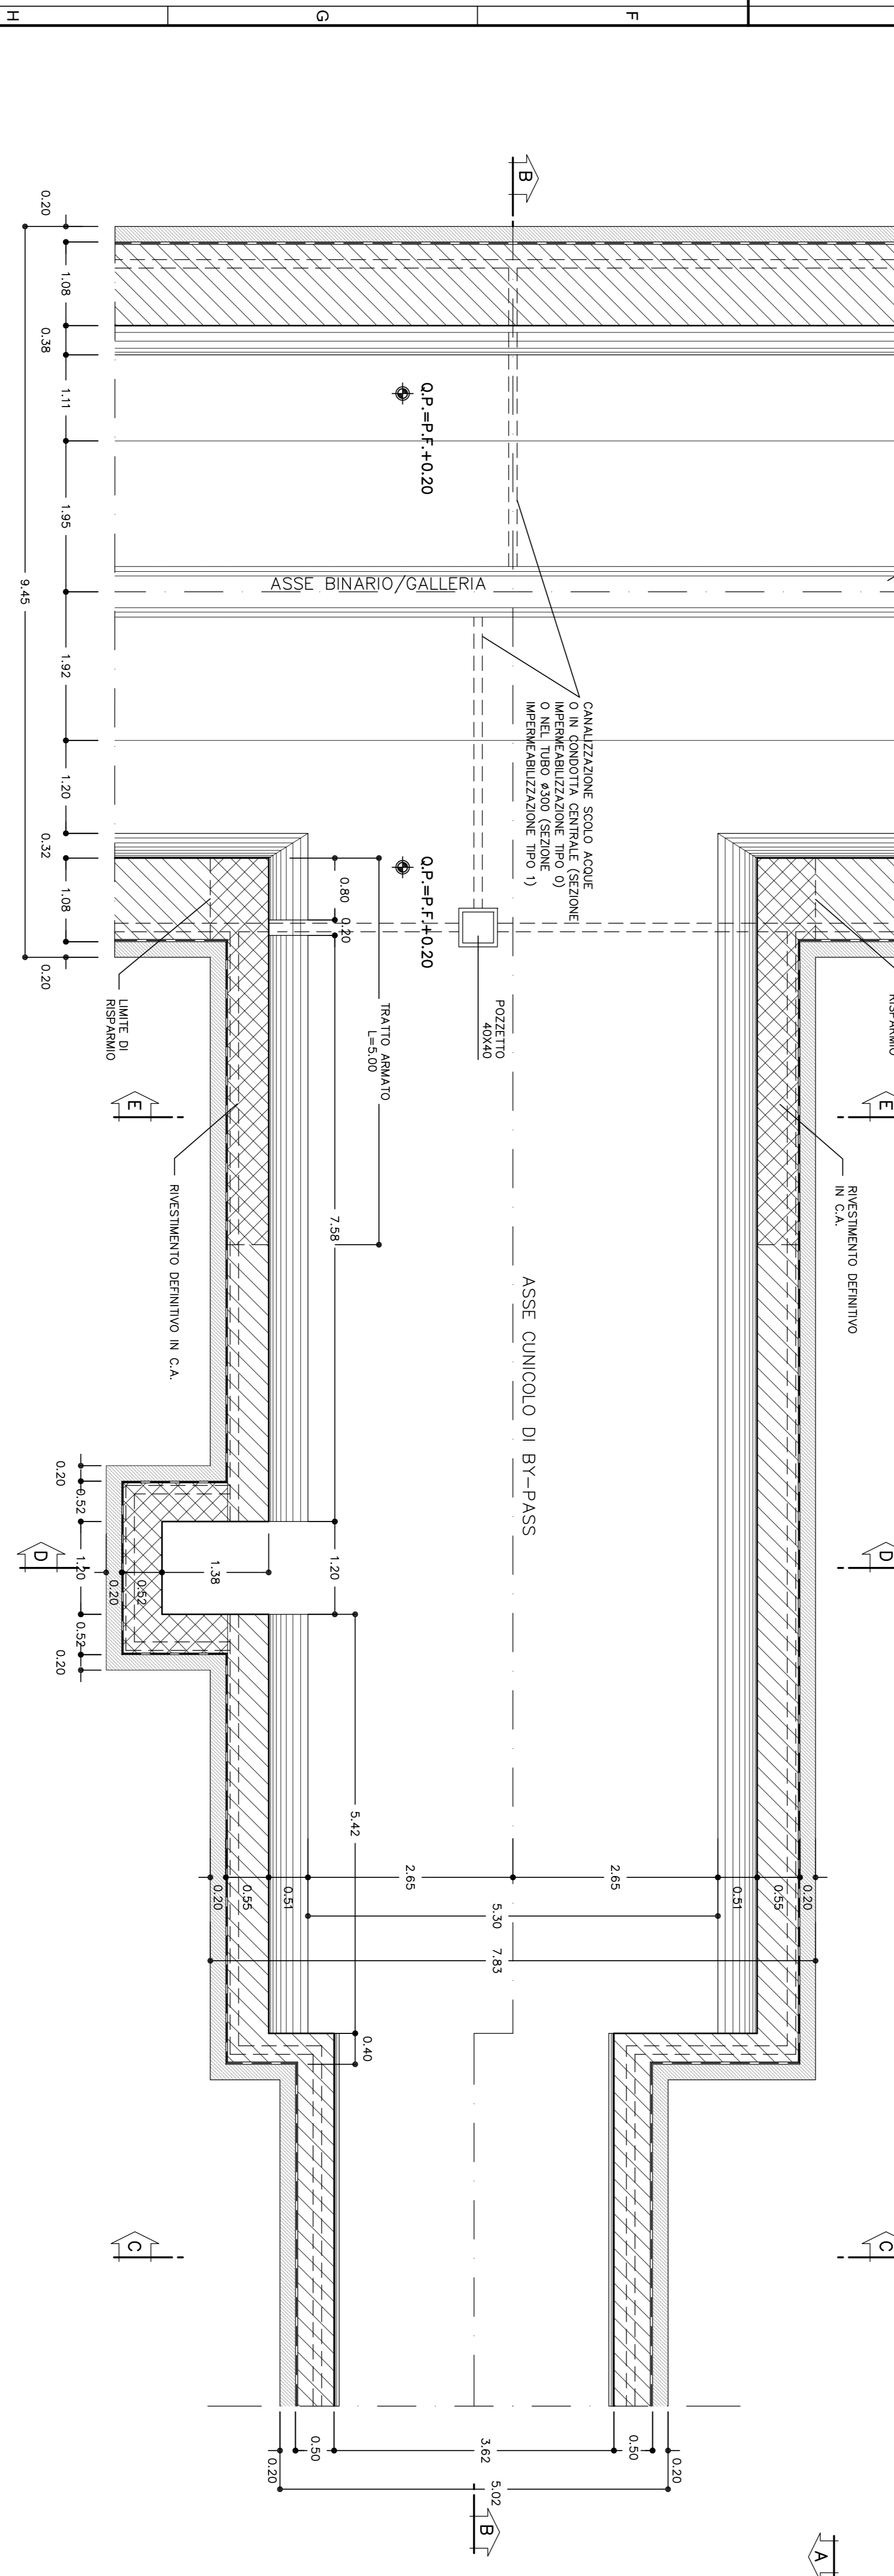 H
G
F
B
0.20
1.08
0.38
1.11
1.95
1.92
1.20
0.32
1.08
0.20
9.45
Q.P.=P.F.+0.20
ASSE BINARIO/GALLERIA
CANALIZZAZIONE SCOLO ACQUE
O IN CONDOTTA CENTRALE (SEZIONE
IMPERMEABILIZZAZIONE TIPO 0)
O NEL TUBO ø300 (SEZIONE
IMPERMEABILIZZAZIONE TIPO 1)
Q.P.=P.F.+0.20
0.80
0.20
POZZETTO
40X40
TRATTO ARMATO
L=5.00
LIMITE DI
RISPARMIO
RISPARMIO
E
E
RIVESTIMENTO DEFINITIVO
IN C.A.
RIVESTIMENTO DEFINITIVO IN C.A.
7.58
ASSE CUNICOLO DI BY-PASS
0.20
0.52
1.20
0.52
0.20
0.20
0.52
1.38
1.20
D
D
5.42
0.20
0.55
0.51
2.65
2.65
0.51
0.55
0.20
5.30
7.83
0.40
C
C
0.20
0.50
3.62
0.50
0.20
5.02
B
A